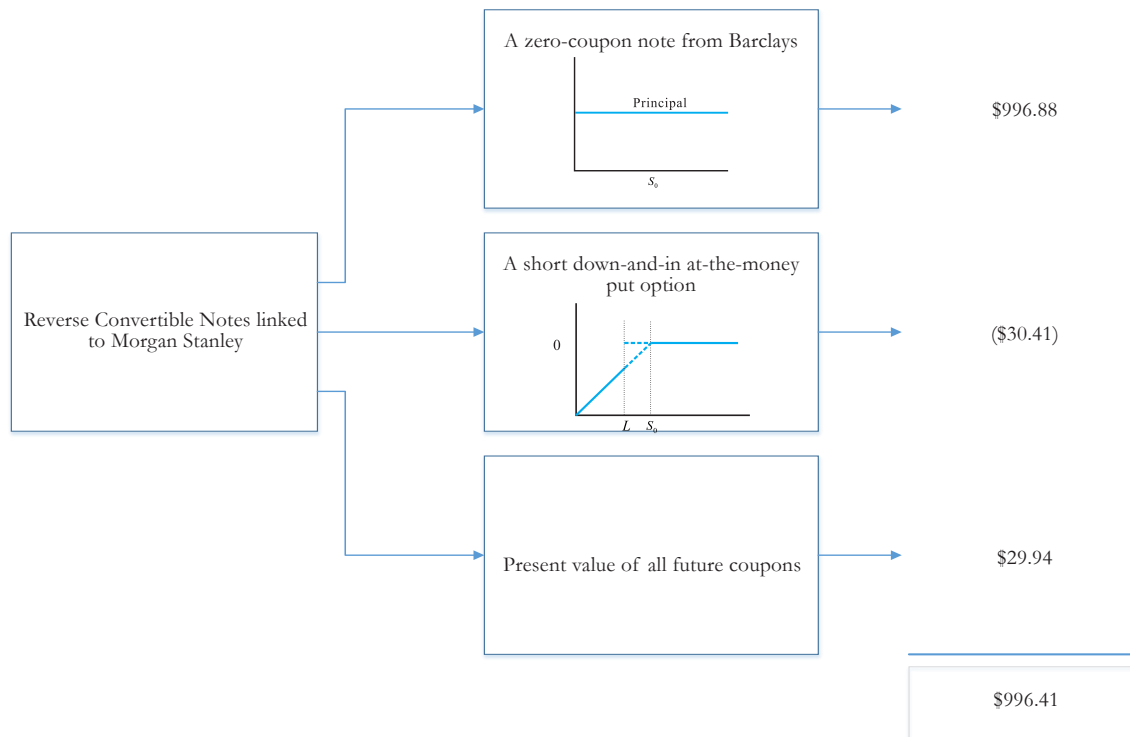 A zero-coupon note from Barclays
Principal
S₀
$996.88
Reverse Convertible Notes linked
to Morgan Stanley
A short down-and-in at-the-money
put option
0
L S₀
($30.41)
Present value of all future coupons
$29.94
$996.41